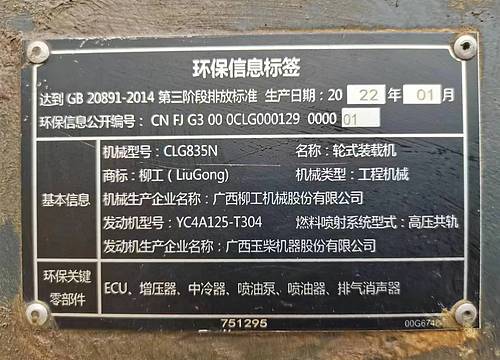 环保信息标签
达到 GB 20891-2014 第三阶段排放标准 生产日期：20 22 年 01 月
环保信息公开编号：CN FJ G3 00 0CLG000129 0000 01
基本信息
机械型号：CLG835N 名称：轮式装载机
商标：柳工（LiuGong） 机械类型：工程机械
机械生产企业名称：广西柳工机械股份有限公司
发动机型号：YC4A125-T304 燃料喷射系统型式：高压共轨
发动机生产企业名称：广西玉柴机器股份有限公司
环保关键
零部件
ECU、增压器、中冷器、喷油泵、喷油器、排气消声器
751295